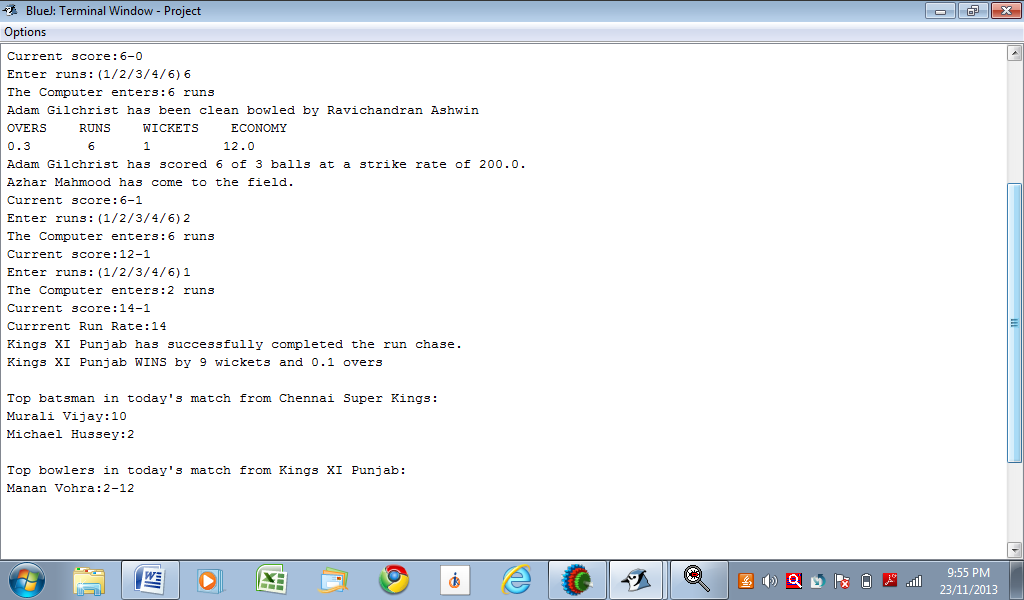 BlueJ: Terminal Window - Project
Options
Current score:6-0
Enter runs:(1/2/3/4/6)6
The Computer enters:6 runs
Adam Gilchrist has been clean bowled by Ravichandran Ashwin
OVERS    RUNS    WICKETS    ECONOMY
0.3       6      1         12.0
Adam Gilchrist has scored 6 of 3 balls at a strike rate of 200.0.
Azhar Mahmood has come to the field.
Current score:6-1
Enter runs:(1/2/3/4/6)2
The Computer enters:6 runs
Current score:12-1
Enter runs:(1/2/3/4/6)1
The Computer enters:2 runs
Current score:14-1
Currrent Run Rate:14
Kings XI Punjab has successfully completed the run chase.
Kings XI Punjab WINS by 9 wickets and 0.1 overs
Top batsman in today's match from Chennai Super Kings:
Murali Vijay:10
Michael Hussey:2
Top bowlers in today's match from Kings XI Punjab:
Manan Vohra:2-12
9:55 PM
23/11/2013